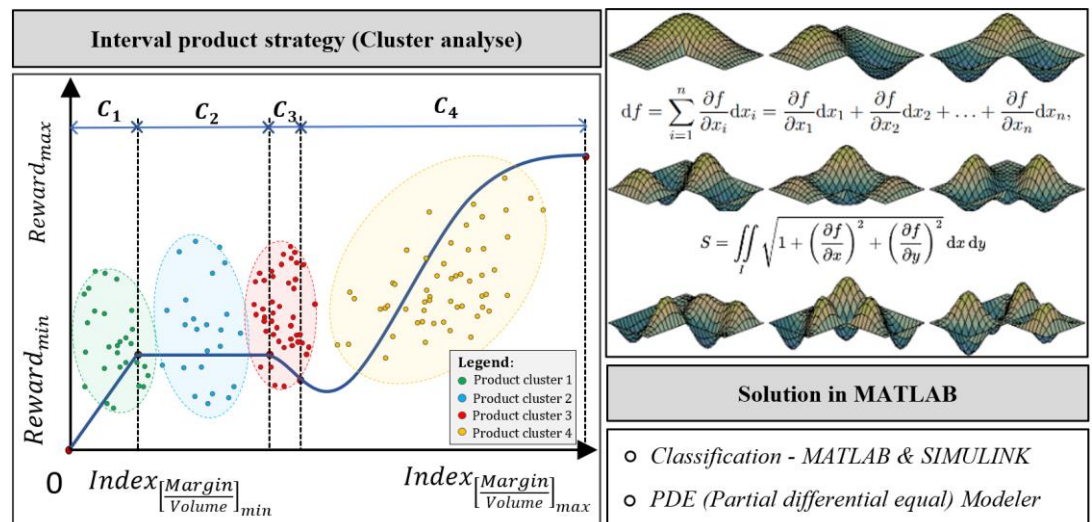 Interval product strategy (Cluster analyse)
C₁ C₂ C₃ C₄
Reward_max
Reward_min
Legend:
Product cluster 1
Product cluster 2
Product cluster 3
Product cluster 4
0
Index_[Margin/Volume]_min
Index_[Margin/Volume]_max
df = ∑_{i=1}^{n} ∂f/∂x_i dx_i = ∂f/∂x_1 dx_1 + ∂f/∂x_2 dx_2 + … + ∂f/∂x_n dx_n,
S = ∬_I √(1 + (∂f/∂x)² + (∂f/∂y)²) dx dy
Solution in MATLAB
Classification - MATLAB & SIMULINK
PDE (Partial differential equal) Modeler